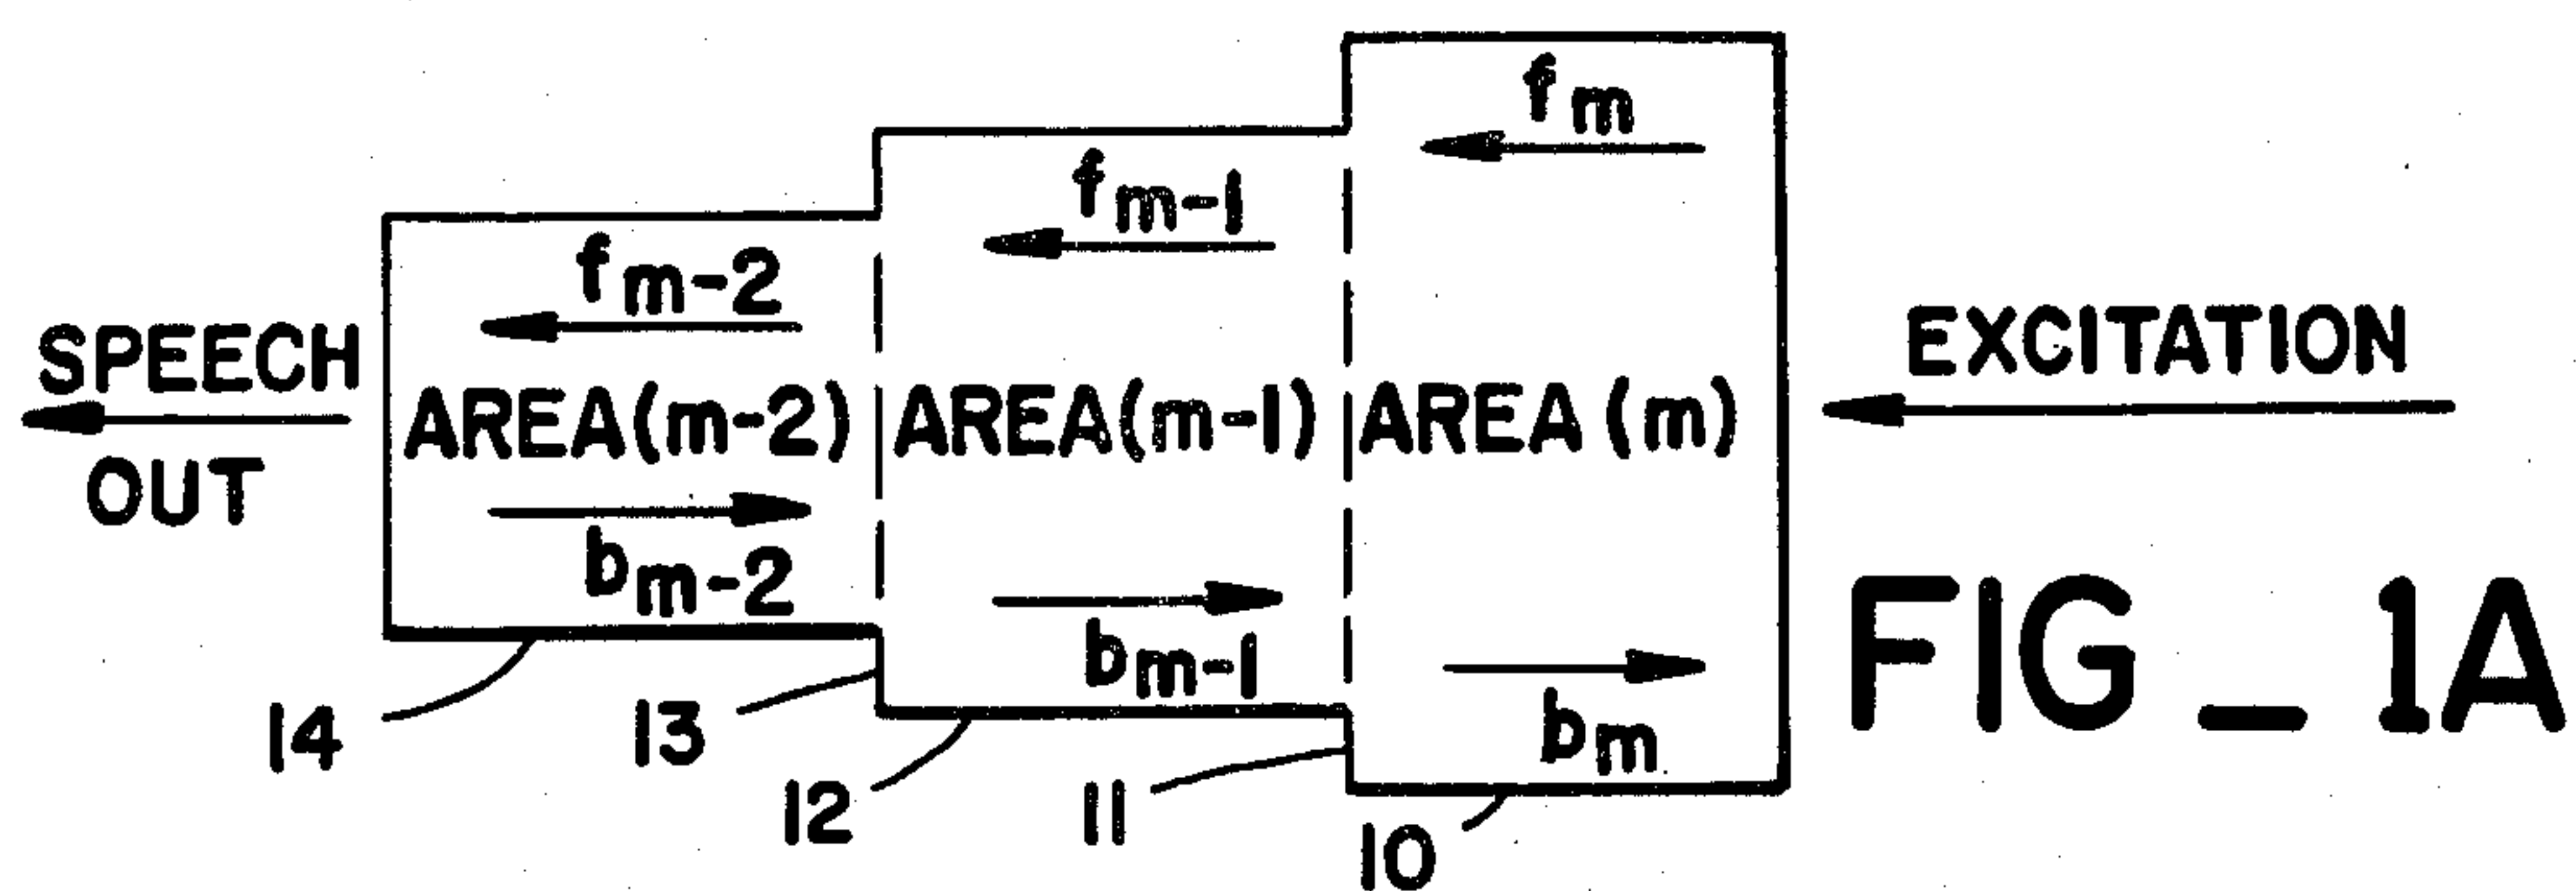 f m
f m-1
f m-2
SPEECH
OUT
EXCITATION
AREA(m-2)
AREA(m-1)
AREA (m)
b m-2
b m-1
b m
14
13
12
11
10
FIG _ 1A